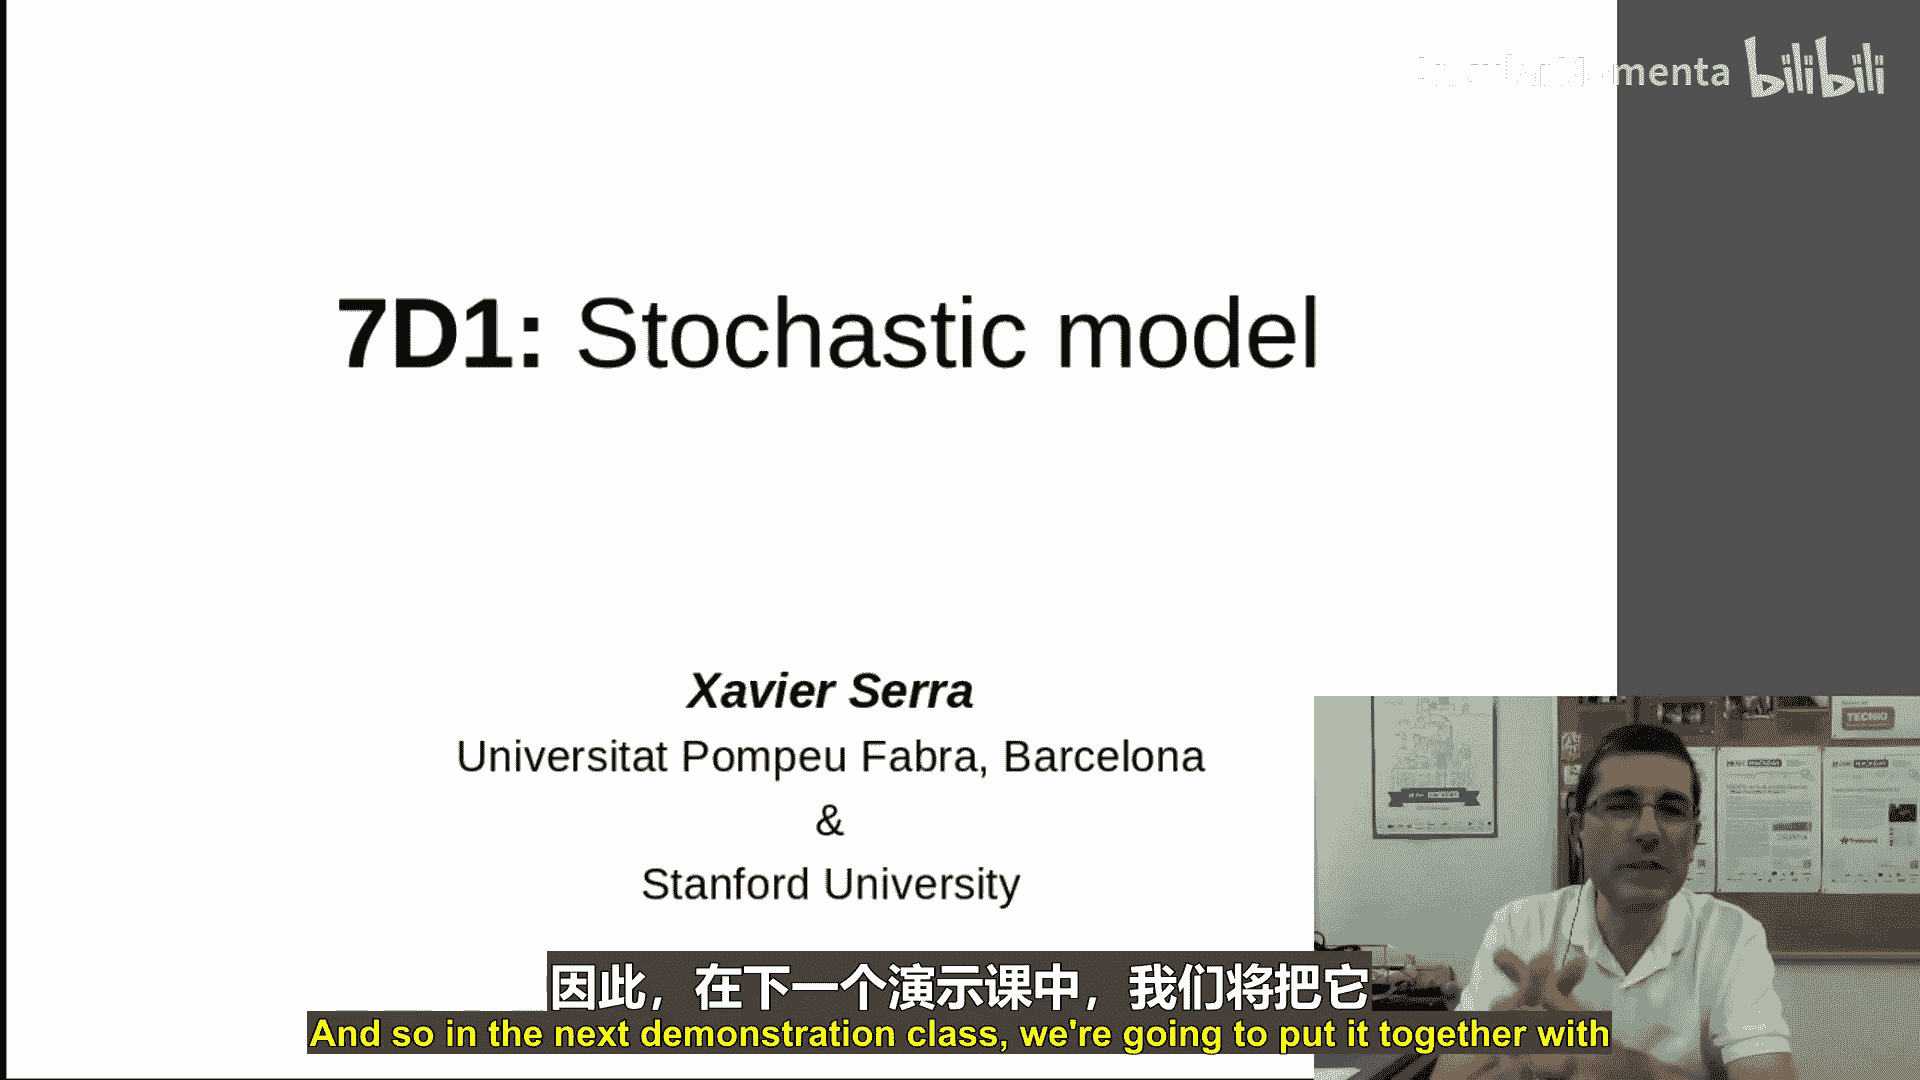 menta bilibili
7D1: Stochastic model
Xavier Serra
Universitat Pompeu Fabra, Barcelona
&
Stanford University
TECNIO
因此，在下一个演示课中，我们将把它
And so in the next demonstration class, we're going to put it together with